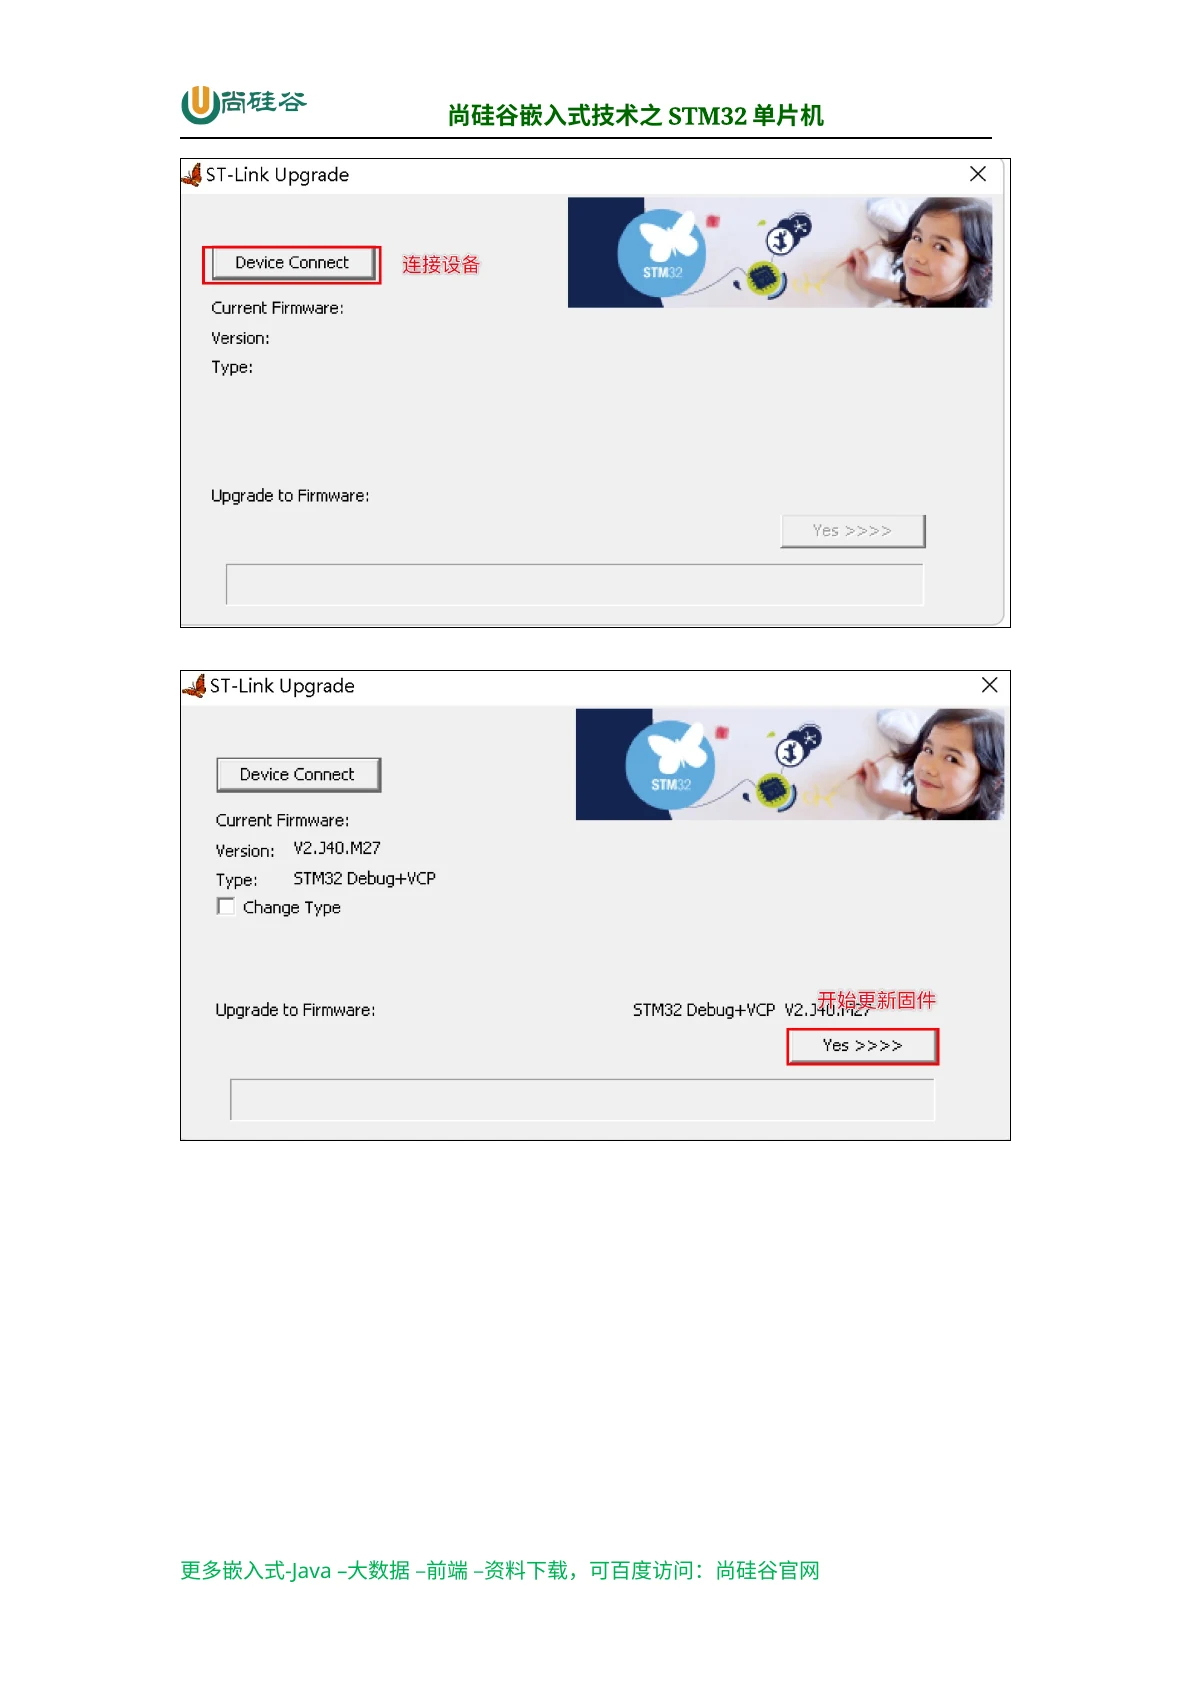 尚硅谷
尚硅谷嵌入式技术之 STM32 单片机
ST-Link Upgrade
STM32
Device Connect
连接设备
Current Firmware:
Version:
Type:
Upgrade to Firmware:
Yes >>>>
ST-Link Upgrade
STM32
Device Connect
Current Firmware:
Version: V2.J40.M27
Type: STM32 Debug+VCP
Change Type
开始更新固件
Upgrade to Firmware: STM32 Debug+VCP V2.J40.M27
Yes >>>>
更多嵌入式-Java –大数据 –前端 –资料下载，可百度访问：尚硅谷官网